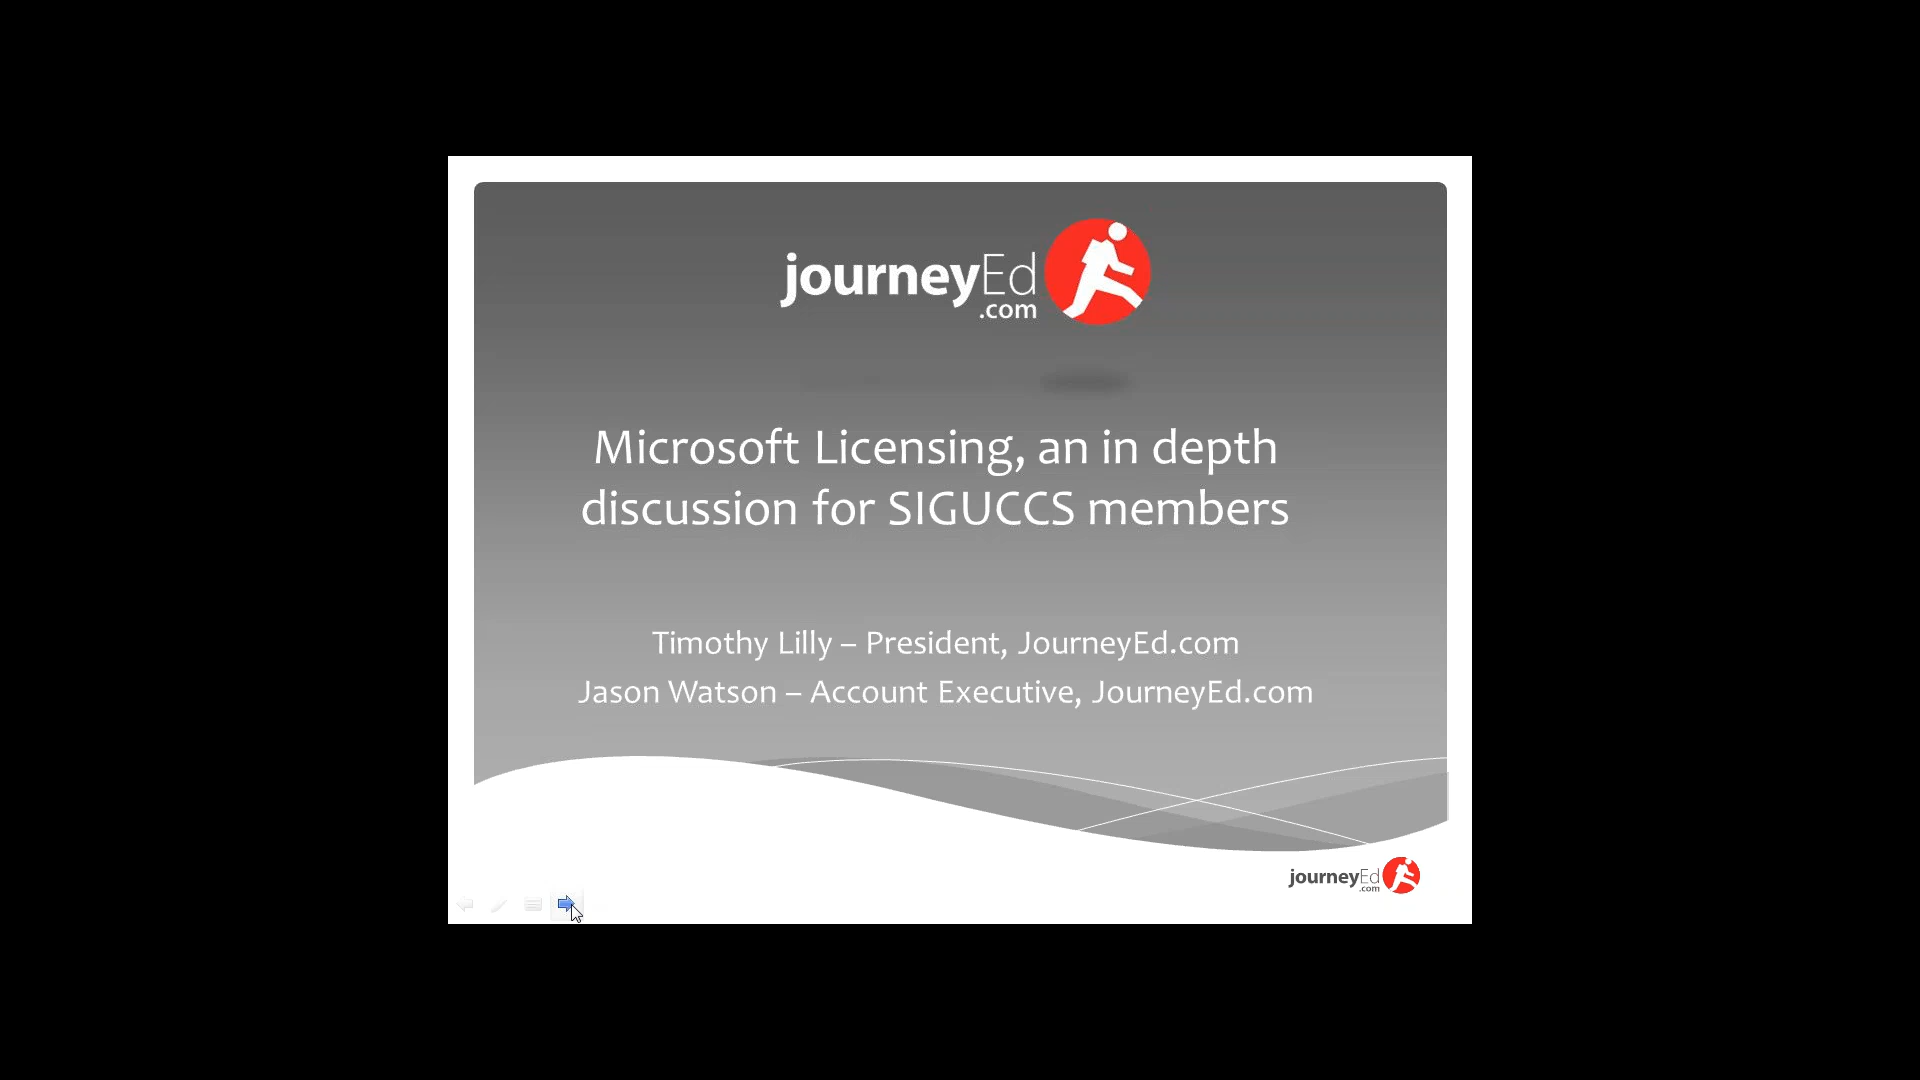 journeyEd
.com
Microsoft Licensing, an in depth
discussion for SIGUCCS members
Timothy Lilly – President, JourneyEd.com
Jason Watson – Account Executive, JourneyEd.com
journeyEd
.com